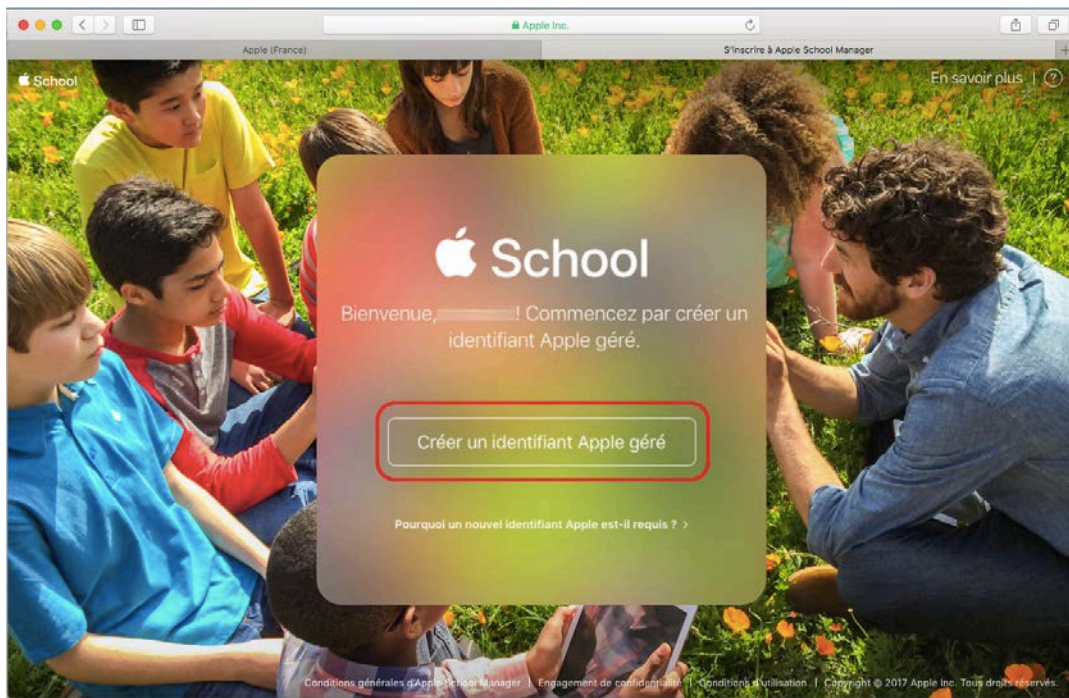 Apple Inc.
Apple (France)
S'inscrire à Apple School Manager
School
En savoir plus | ?
School
Bienvenue, ! Commencez par créer un
identifiant Apple géré.
Créer un identifiant Apple géré
Pourquoi un nouvel identifiant Apple est-il requis ? >
Conditions générales d'Apple School Manager | Engagement de confidentialité | Conditions d'utilisation | Copyright © 2017 Apple Inc. Tous droits réservés.